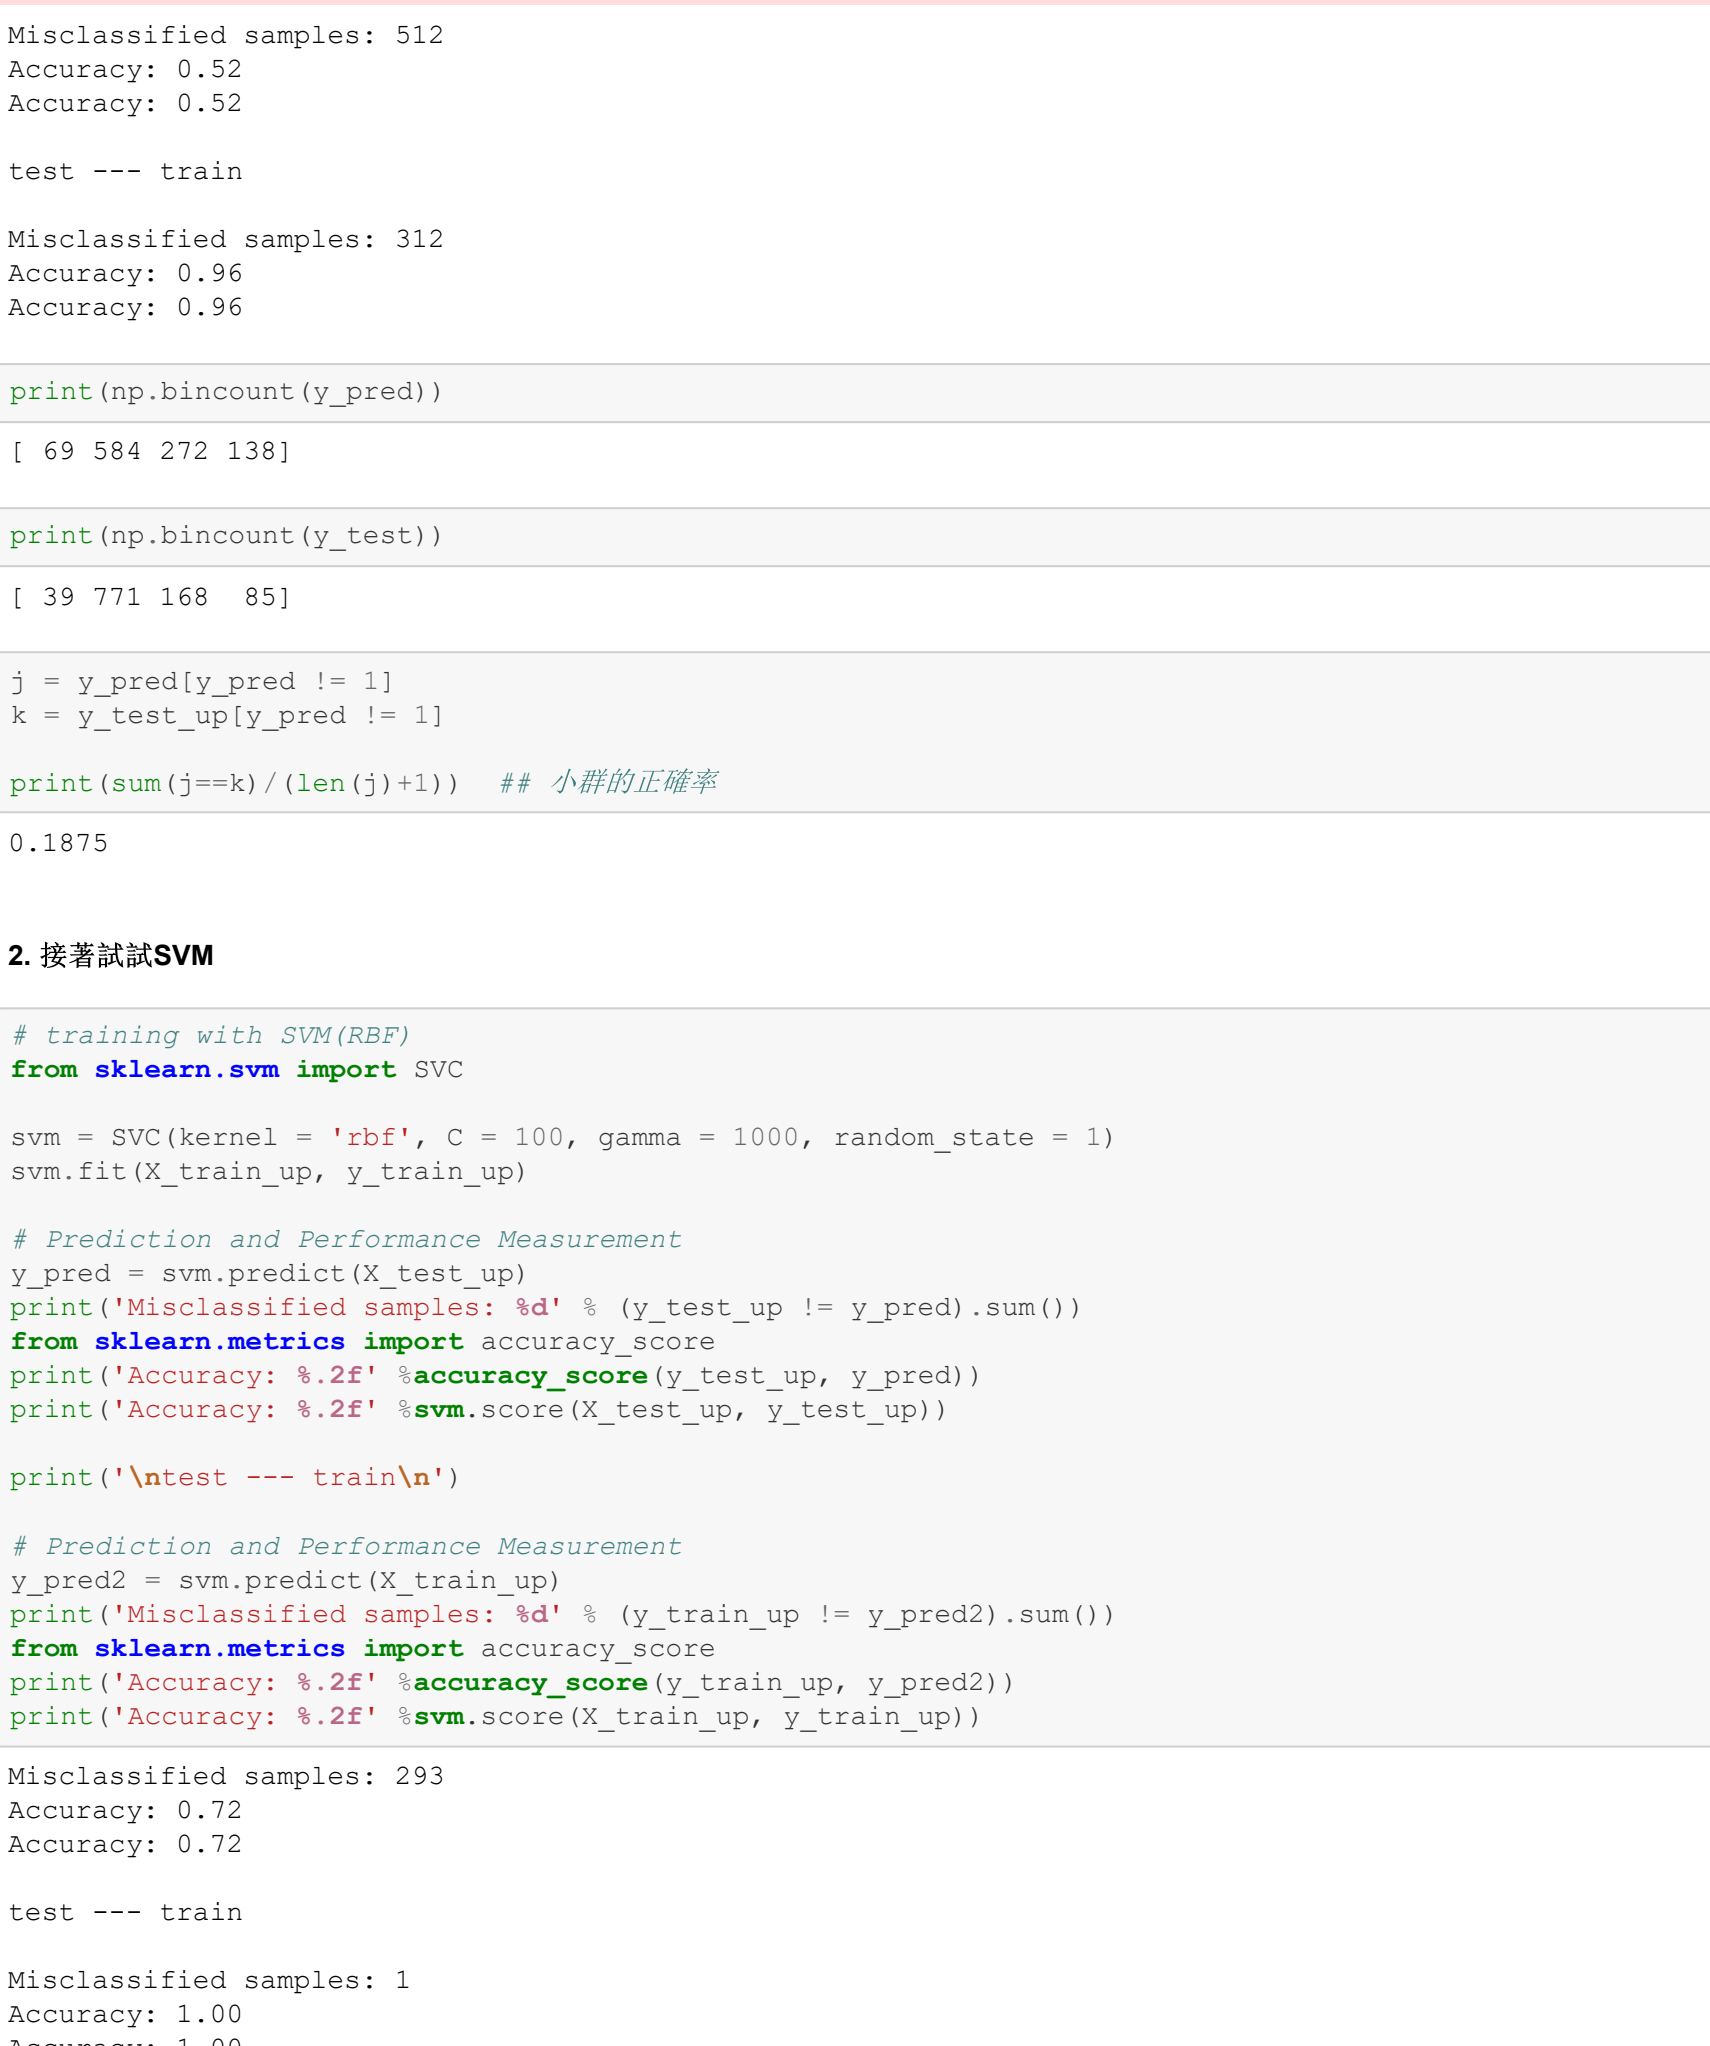 Misclassified samples: 512
Accuracy: 0.52
Accuracy: 0.52
test --- train
Misclassified samples: 312
Accuracy: 0.96
Accuracy: 0.96
print(np.bincount(y_pred))
[ 69 584 272 138]
print(np.bincount(y_test))
[ 39 771 168  85]
j = y_pred[y_pred != 1]
k = y_test_up[y_pred != 1]
print(sum(j==k)/(len(j)+1))  ## 小群的正確率
0.1875
2. 接著試試SVM
# training with SVM(RBF)
from sklearn.svm import SVC
svm = SVC(kernel = 'rbf', C = 100, gamma = 1000, random_state = 1)
svm.fit(X_train_up, y_train_up)
# Prediction and Performance Measurement
y_pred = svm.predict(X_test_up)
print('Misclassified samples: %d' % (y_test_up != y_pred).sum())
from sklearn.metrics import accuracy_score
print('Accuracy: %.2f' %accuracy_score(y_test_up, y_pred))
print('Accuracy: %.2f' %svm.score(X_test_up, y_test_up))
print('\ntest --- train\n')
# Prediction and Performance Measurement
y_pred2 = svm.predict(X_train_up)
print('Misclassified samples: %d' % (y_train_up != y_pred2).sum())
from sklearn.metrics import accuracy_score
print('Accuracy: %.2f' %accuracy_score(y_train_up, y_pred2))
print('Accuracy: %.2f' %svm.score(X_train_up, y_train_up))
Misclassified samples: 293
Accuracy: 0.72
Accuracy: 0.72
test --- train
Misclassified samples: 1
Accuracy: 1.00
Accuracy: 1.00